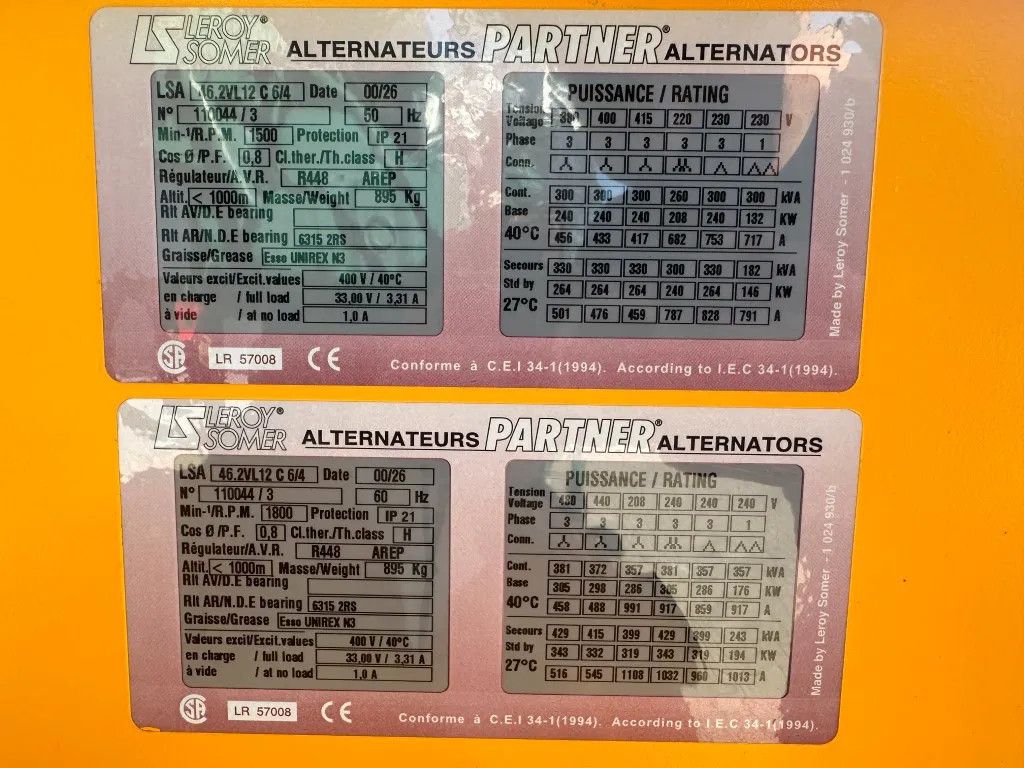 LS LEROY® SOMER ALTERNATEURS PARTNER® ALTERNATORS
LSA 46.2VL12 C 6/4 Date 00/26
N° 110044 / 3 50 Hz
Min-¹/R.P.M. 1500 Protection IP 21
Cos Ø /P.F. 0,8 Cl.ther./Th.class H
Régulateur/A.V.R. R448 AREP
Altit. < 1000m Masse/Weight 895 Kg
Rlt AV/D.E bearing
Rlt AR/N.D.E bearing 6315 2RS
Graisse/Grease Esso UNIREX N3
Valeurs excit/Excit.values 400 V / 40°C
en charge / full load 33,00 V / 3,31 A
à vide / at no load 1,0 A
PUISSANCE / RATING
Tension
Voltage 380 400 415 220 230 230 V
Phase 3 3 3 3 3 1
Conn.
Cont. 300 300 300 260 300 300 kVA
Base 240 240 240 208 240 132 KW
40°C 456 433 417 682 753 717 A
Secours 330 330 330 300 330 182 kVA
Std by 264 264 264 240 264 146 KW
27°C 501 476 459 787 828 791 A
Made by Leroy Somer - 1 024 930/b
SA LR 57008 CE Conforme à C.E.I 34-1(1994). According to I.E.C 34-1(1994).
LS LEROY® SOMER ALTERNATEURS PARTNER® ALTERNATORS
LSA 46.2VL12 C 6/4 Date 00/26
N° 110044 / 3 60 Hz
Min-¹/R.P.M. 1800 Protection IP 21
Cos Ø /P.F. 0,8 Cl.ther./Th.class H
Régulateur/A.V.R. R448 AREP
Altit. < 1000m Masse/Weight 895 Kg
Rlt AV/D.E bearing
Rlt AR/N.D.E bearing 6315 2RS
Graisse/Grease Esso UNIREX N3
Valeurs excit/Excit.values 400 V / 40°C
en charge / full load 33,00 V / 3,31 A
à vide / at no load 1,0 A
PUISSANCE / RATING
Tension
Voltage 480 440 208 240 240 240 V
Phase 3 3 3 3 3 1
Conn.
Cont. 381 372 357 381 357 357 kVA
Base 305 298 286 305 286 176 KW
40°C 458 488 991 917 859 917 A
Secours 429 415 399 429 399 243 kVA
Std by 343 332 319 343 319 194 KW
27°C 516 545 1108 1032 960 1013 A
Made by Leroy Somer - 1 024 930/b
SA LR 57008 CE Conforme à C.E.I 34-1(1994). According to I.E.C 34-1(1994).